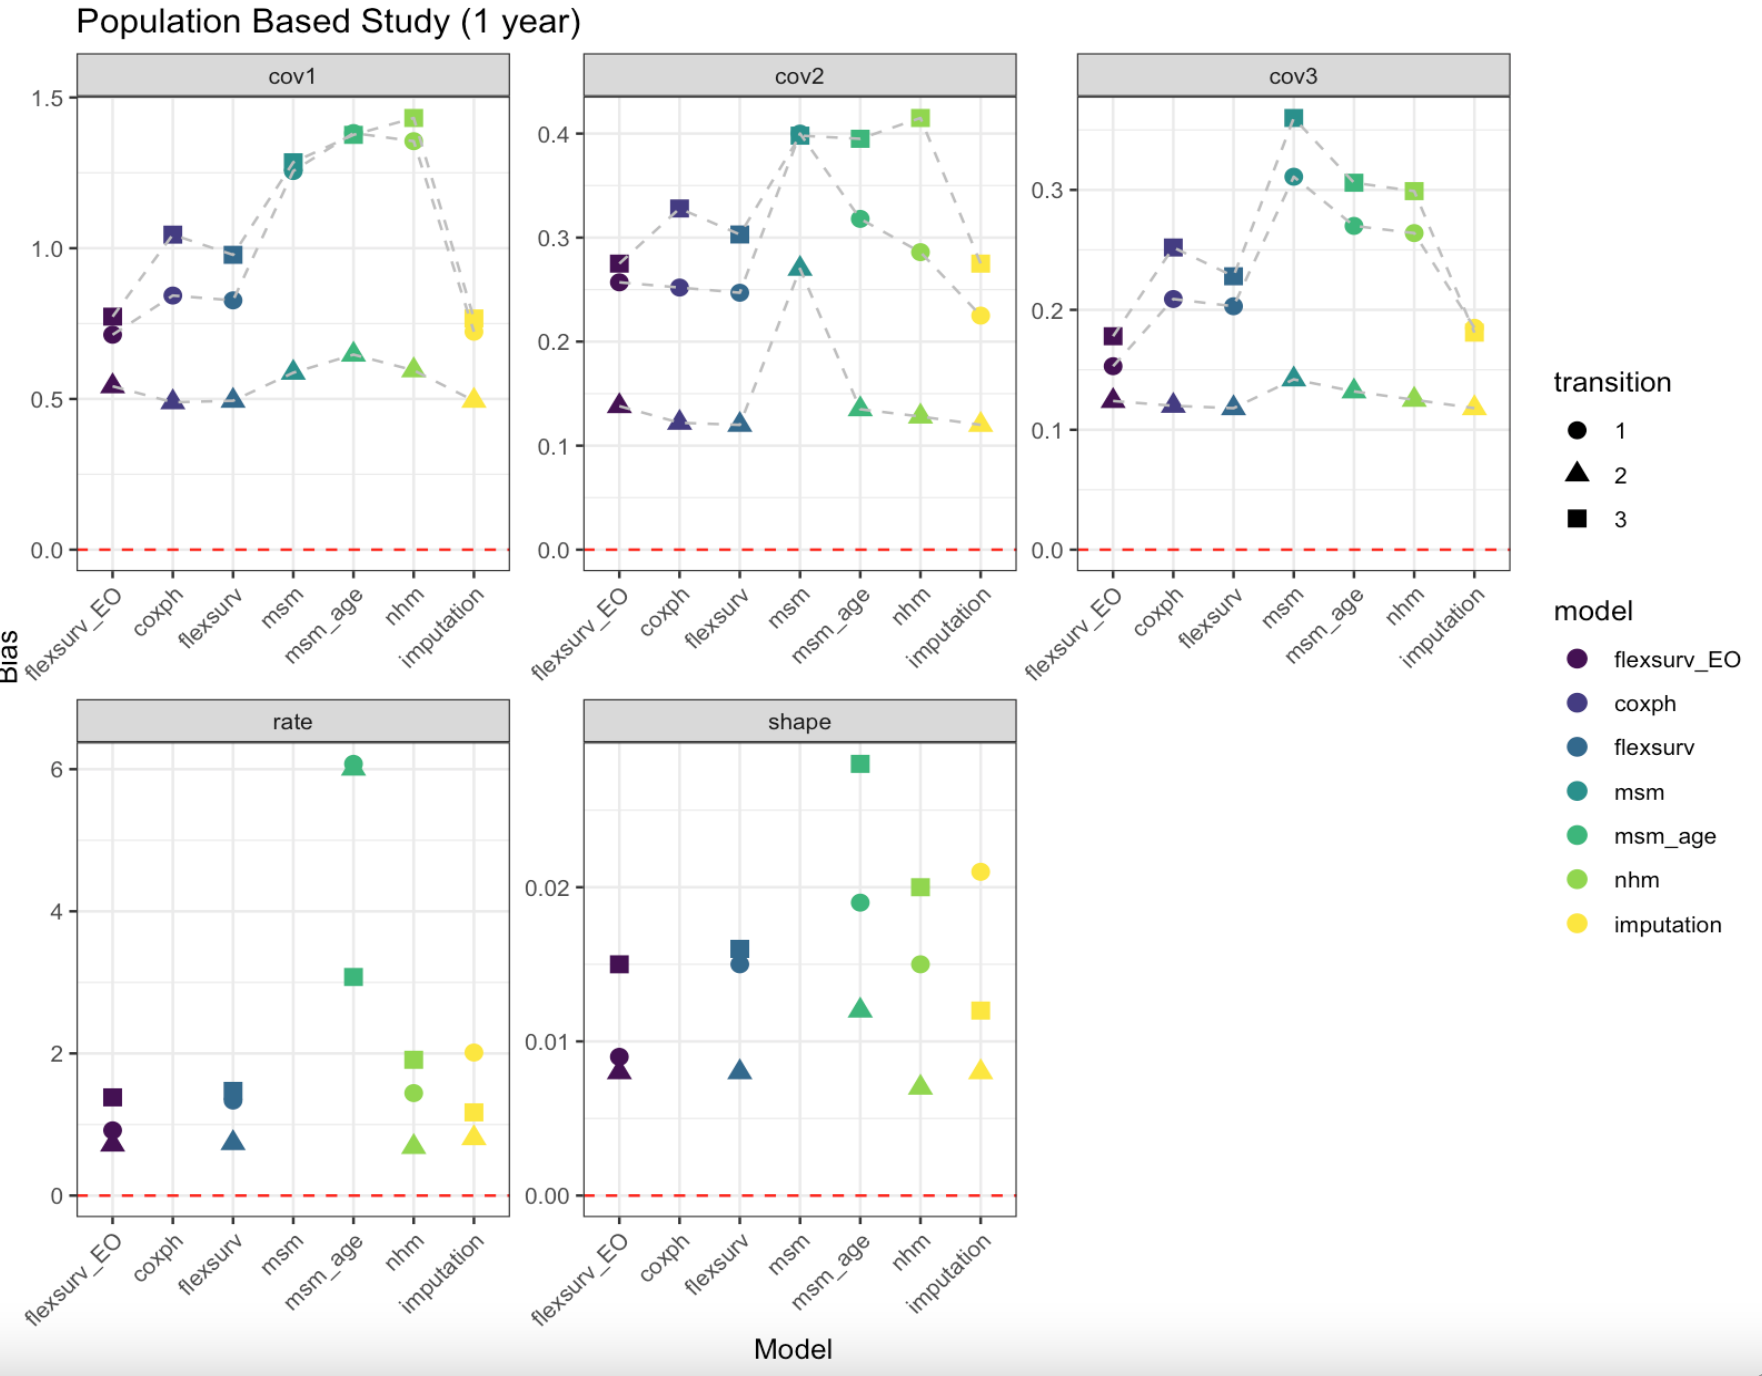 Population Based Study (1 year)
cov1
cov2
cov3
1.5
1.0
0.5
0.0
0.4
0.3
0.2
0.1
0.0
0.3
0.2
0.1
0.0
flexsurv_EO
coxph
flexsurv
msm
msm_age
nhm
imputation
flexsurv_EO
coxph
flexsurv
msm
msm_age
nhm
imputation
flexsurv_EO
coxph
flexsurv
msm
msm_age
nhm
imputation
Bias
rate
shape
6
4
2
0
0.02
0.01
0.00
flexsurv_EO
coxph
flexsurv
msm
msm_age
nhm
imputation
flexsurv_EO
coxph
flexsurv
msm
msm_age
nhm
imputation
Model
transition
1
2
3
model
flexsurv_EO
coxph
flexsurv
msm
msm_age
nhm
imputation